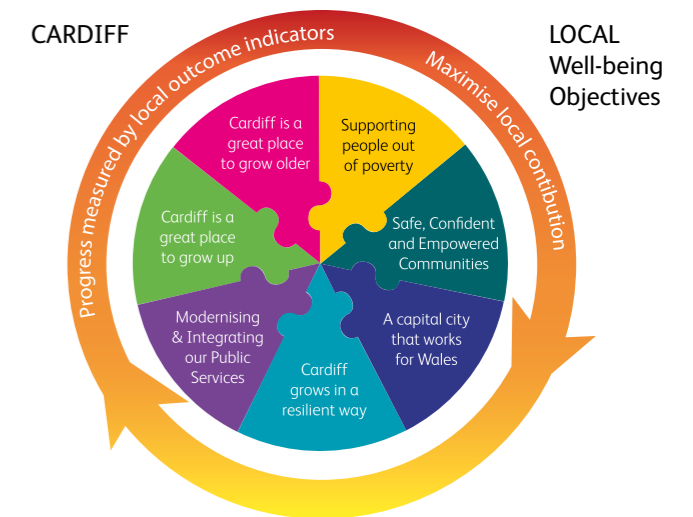 CARDIFF
LOCAL
Well-being
Objectives
Progress measured by local outcome indicators
Maximise local contibution
Cardiff is a
great place
to grow older
Supporting
people out
of poverty
Safe, Confident
and Empowered
Communities
A capital city
that works
for Wales
Cardiff
grows in a
resilient way
Modernising
& Integrating
our Public
Services
Cardiff is a
great place
to grow up